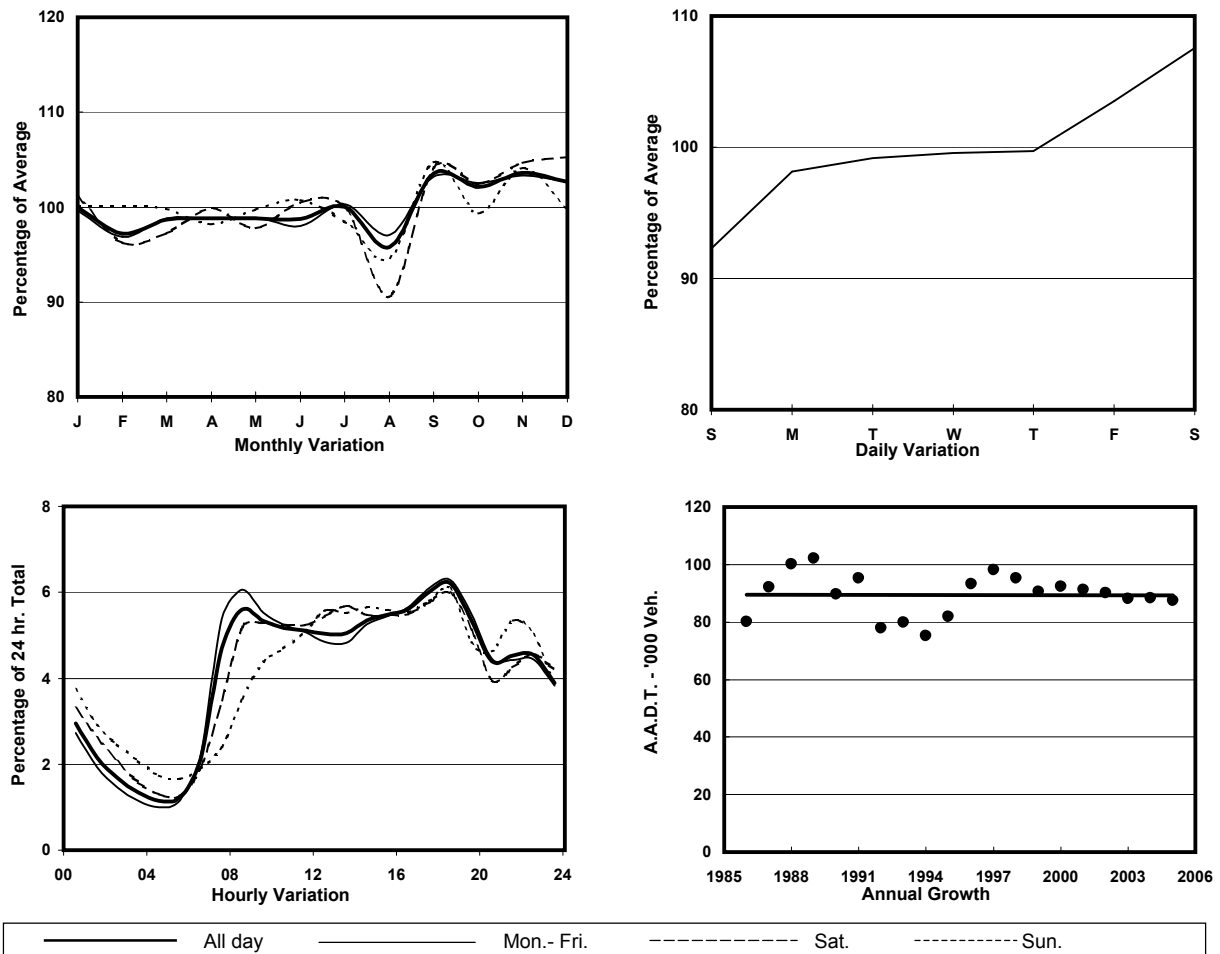 120
110
100
90
80
Percentage of Average
J F M A M J J A S O N D
Monthly Variation
110
100
90
80
Percentage of Average
S M T W T F S
Daily Variation
8
6
4
2
0
Percentage of 24 hr. Total
00 04 08 12 16 20 24
Hourly Variation
120
100
80
60
40
20
0
A.A.D.T. - '000 Veh.
1985 1988 1991 1994 1997 2000 2003 2006
Annual Growth
All day Mon.- Fri. Sat. Sun.